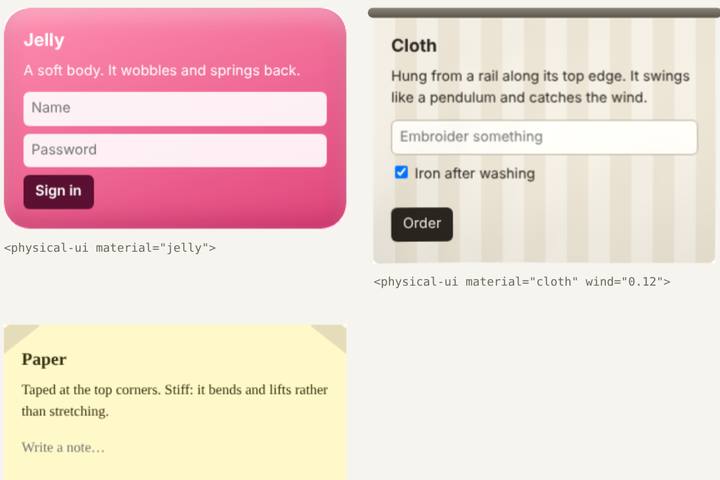 Jelly
A soft body. It wobbles and springs back.
Name
Password
Sign in
<physical-ui material="jelly">
Cloth
Hung from a rail along its top edge. It swings
like a pendulum and catches the wind.
Embroider something
Iron after washing
Order
<physical-ui material="cloth" wind="0.12">
Paper
Taped at the top corners. Stiff: it bends and lifts rather
than stretching.
Write a note…